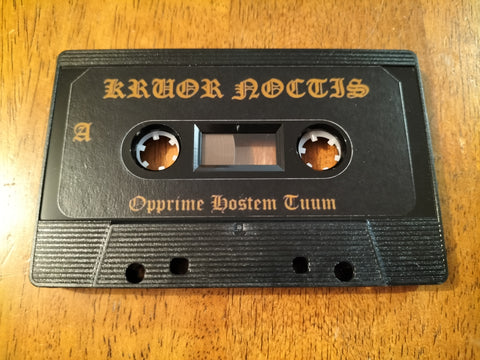 KRUOR NOCTIS
A
Opprime Hostem Tuum